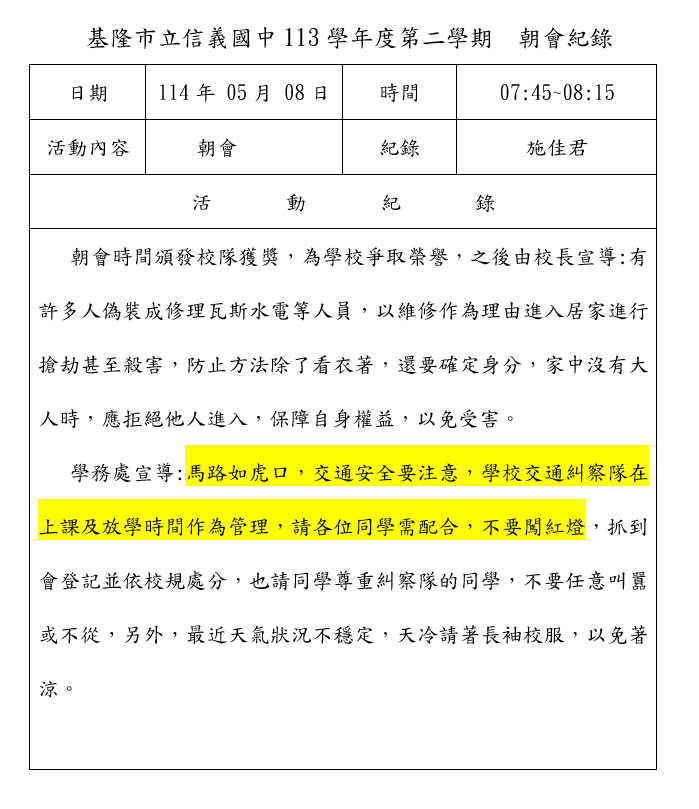 基隆市立信義國中 113 學年度第二學期　朝會紀錄
日期　114 年 05 月 08 日　時間　07:45~08:15
活動內容　朝會　紀錄　施佳君
活　動　紀　錄
朝會時間頒發校隊獲獎，為學校爭取榮譽，之後由校長宣導:有
許多人偽裝成修理瓦斯水電等人員，以維修作為理由進入居家進行
搶劫甚至殺害，防止方法除了看衣著，還要確定身分，家中沒有大
人時，應拒絕他人進入，保障自身權益，以免受害。
學務處宣導:馬路如虎口，交通安全要注意，學校交通糾察隊在
上課及放學時間作為管理，請各位同學需配合，不要闖紅燈，抓到
會登記並依校規處分，也請同學尊重糾察隊的同學，不要任意叫囂
或不從，另外，最近天氣狀況不穩定，天冷請著長袖校服，以免著
涼。